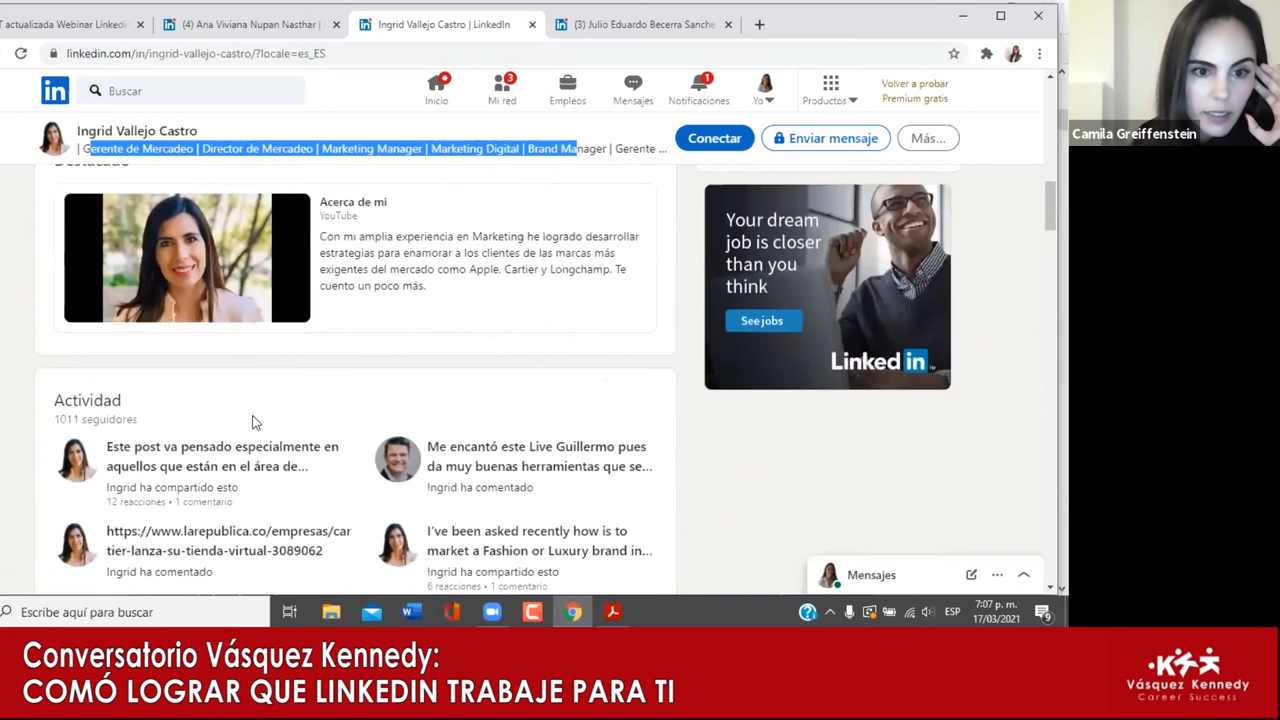 T actualizada Webinar Linkedi
(4) Ana Viviana Nupan Nasthar |
Ingrid Vallejo Castro | LinkedIn
(3) Julio Eduardo Becerra Sanche
linkedin.com/in/ingrid-vallejo-castro/?locale=es_ES
in
Buscar
Inicio
3
Mi red
Empleos
Mensajes
1
Notificaciones
Yo
Productos
Volver a probar
Premium gratis
Ingrid Vallejo Castro
| Gerente de Mercadeo | Director de Mercadeo | Marketing Manager | Marketing Digital | Brand Manager | Gerente ...
Conectar
Enviar mensaje
Más...
Camila Greiffenstein
Destacado
Acerca de mi
YouTube
Con mi amplia experiencia en Marketing he logrado desarrollar
estrategias para enamorar a los clientes de las marcas más
exigentes del mercado como Apple, Cartier y Longchamp. Te
cuento un poco más.
Your dream
job is closer
than you
think
See jobs
Linkedin
Actividad
1011 seguidores
Este post va pensado especialmente en
aquellos que están en el área de...
Ingrid ha compartido esto
12 reacciones • 1 comentario
Me encantó este Live Guillermo pues
da muy buenas herramientas que se...
Ingrid ha comentado
https://www.larepublica.co/empresas/car
tier-lanza-su-tienda-virtual-3089062
Ingrid ha comentado
I've been asked recently how is to
market a Fashion or Luxury brand in...
Ingrid ha compartido esto
6 reacciones • 1 comentario
Mensajes
Escribe aquí para buscar
ESP
7:07 p. m.
17/03/2021
9
Conversatorio Vásquez Kennedy:
COMÓ LOGRAR QUE LINKEDIN TRABAJE PARA TI
Vásquez Kennedy
Career Success